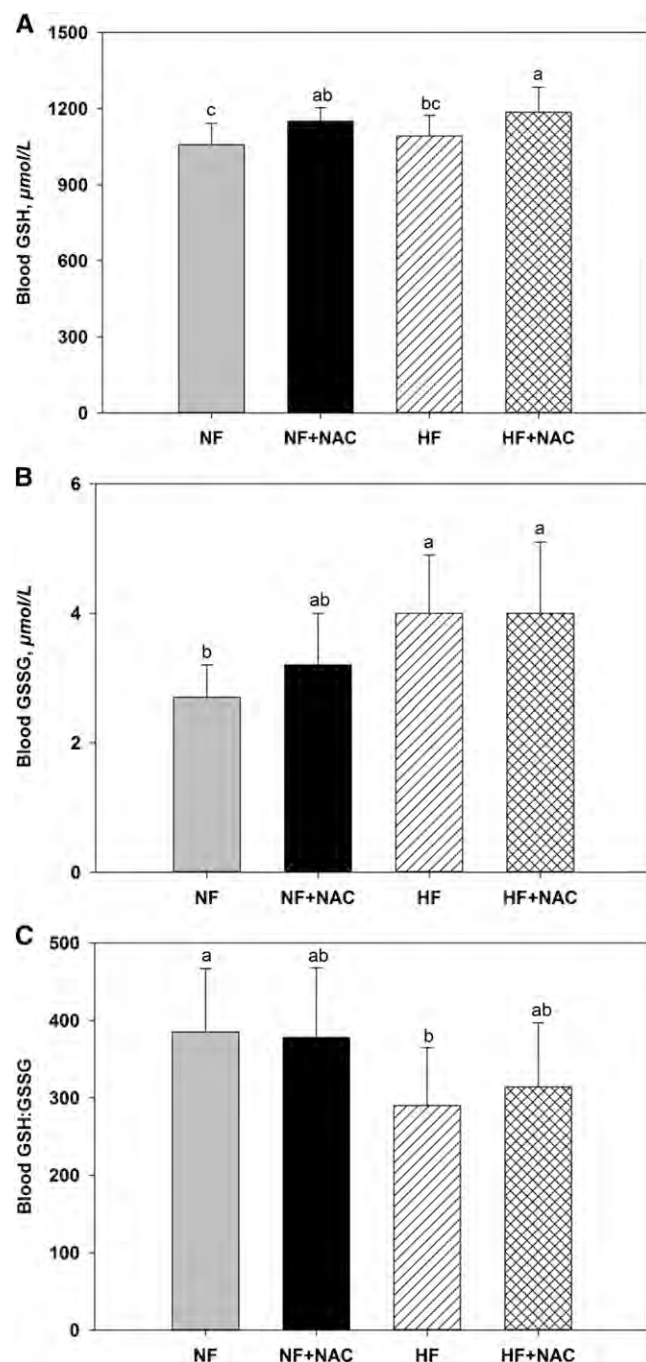 A
1500
1200
900
600
300
0
Blood GSH, µmol/L
c
ab
bc
a
NF NF+NAC HF HF+NAC
B
6
4
2
0
Blood GSSG, µmol/L
b
ab
a
a
NF NF+NAC HF HF+NAC
C
500
400
300
200
100
0
Blood GSH:GSSG
a
ab
b
ab
NF NF+NAC HF HF+NAC